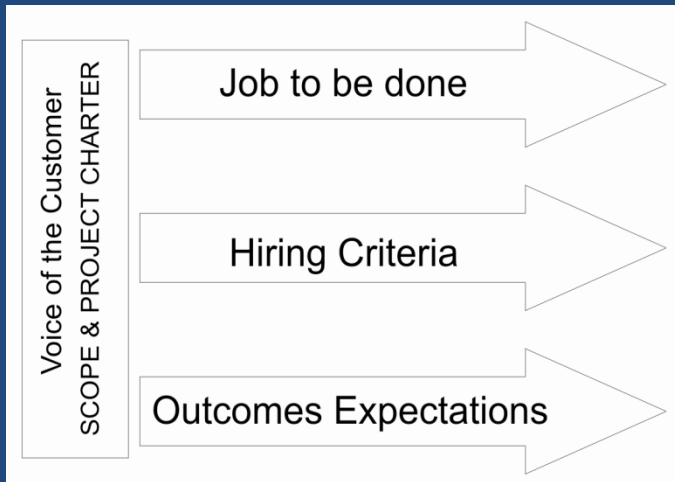 Voice of the Customer
SCOPE & PROJECT CHARTER
Job to be done
Hiring Criteria
Outcomes Expectations